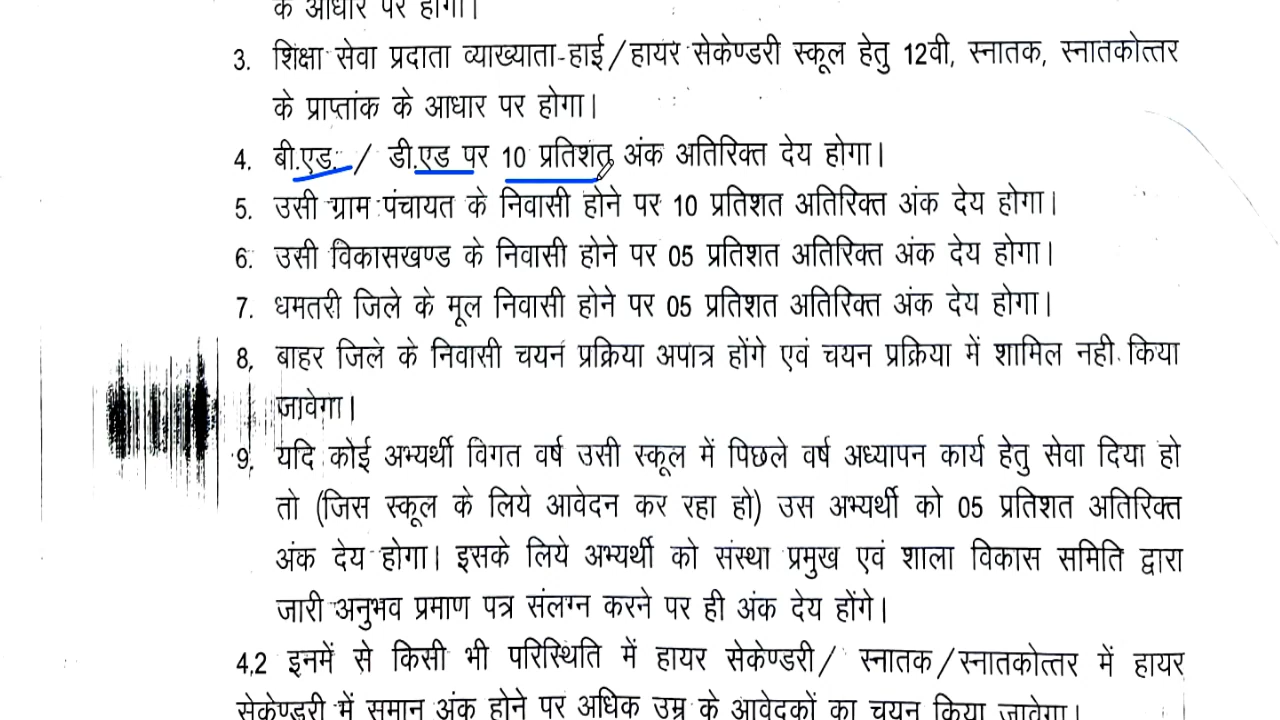 के आधार पर होगा।
3. शिक्षा सेवा प्रदाता व्याख्याता-हाई/हायर सेकेण्डरी स्कूल हेतु 12वी, स्नातक, स्नातकोत्तर
के प्राप्तांक के आधार पर होगा।
4. बी.एड. / डी.एड पर 10 प्रतिशत अंक अतिरिक्त देय होगा।
5. उसी ग्राम पंचायत के निवासी होने पर 10 प्रतिशत अतिरिक्त अंक देय होगा।
6. उसी विकासखण्ड के निवासी होने पर 05 प्रतिशत अतिरिक्त अंक देय होगा।
7. धमतरी जिले के मूल निवासी होने पर 05 प्रतिशत अतिरिक्त अंक देय होगा।
8. बाहर जिले के निवासी चयन प्रक्रिया अपात्र होंगे एवं चयन प्रक्रिया में शामिल नही किया
जावेगा।
9. यदि कोई अभ्यर्थी विगत वर्ष उसी स्कूल में पिछले वर्ष अध्यापन कार्य हेतु सेवा दिया हो
तो (जिस स्कूल के लिये आवेदन कर रहा हो) उस अभ्यर्थी को 05 प्रतिशत अतिरिक्त
अंक देय होगा। इसके लिये अभ्यर्थी को संस्था प्रमुख एवं शाला विकास समिति द्वारा
जारी अनुभव प्रमाण पत्र संलग्न करने पर ही अंक देय होंगे।
4.2 इनमें से किसी भी परिस्थिति में हायर सेकेण्डरी/ स्नातक/स्नातकोत्तर में हायर
सेकेण्डरी में समान अंक होने पर अधिक उम्र के आवेदकों का चयन किया जावेगा।